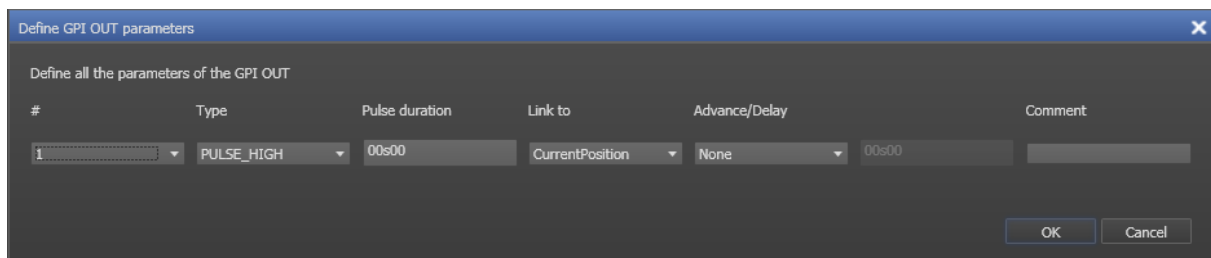 Define GPI OUT parameters
Define all the parameters of the GPI OUT
# Type Pulse duration Link to Advance/Delay Comment
1 PULSE_HIGH 00s00 CurrentPosition None 00s00
OK Cancel